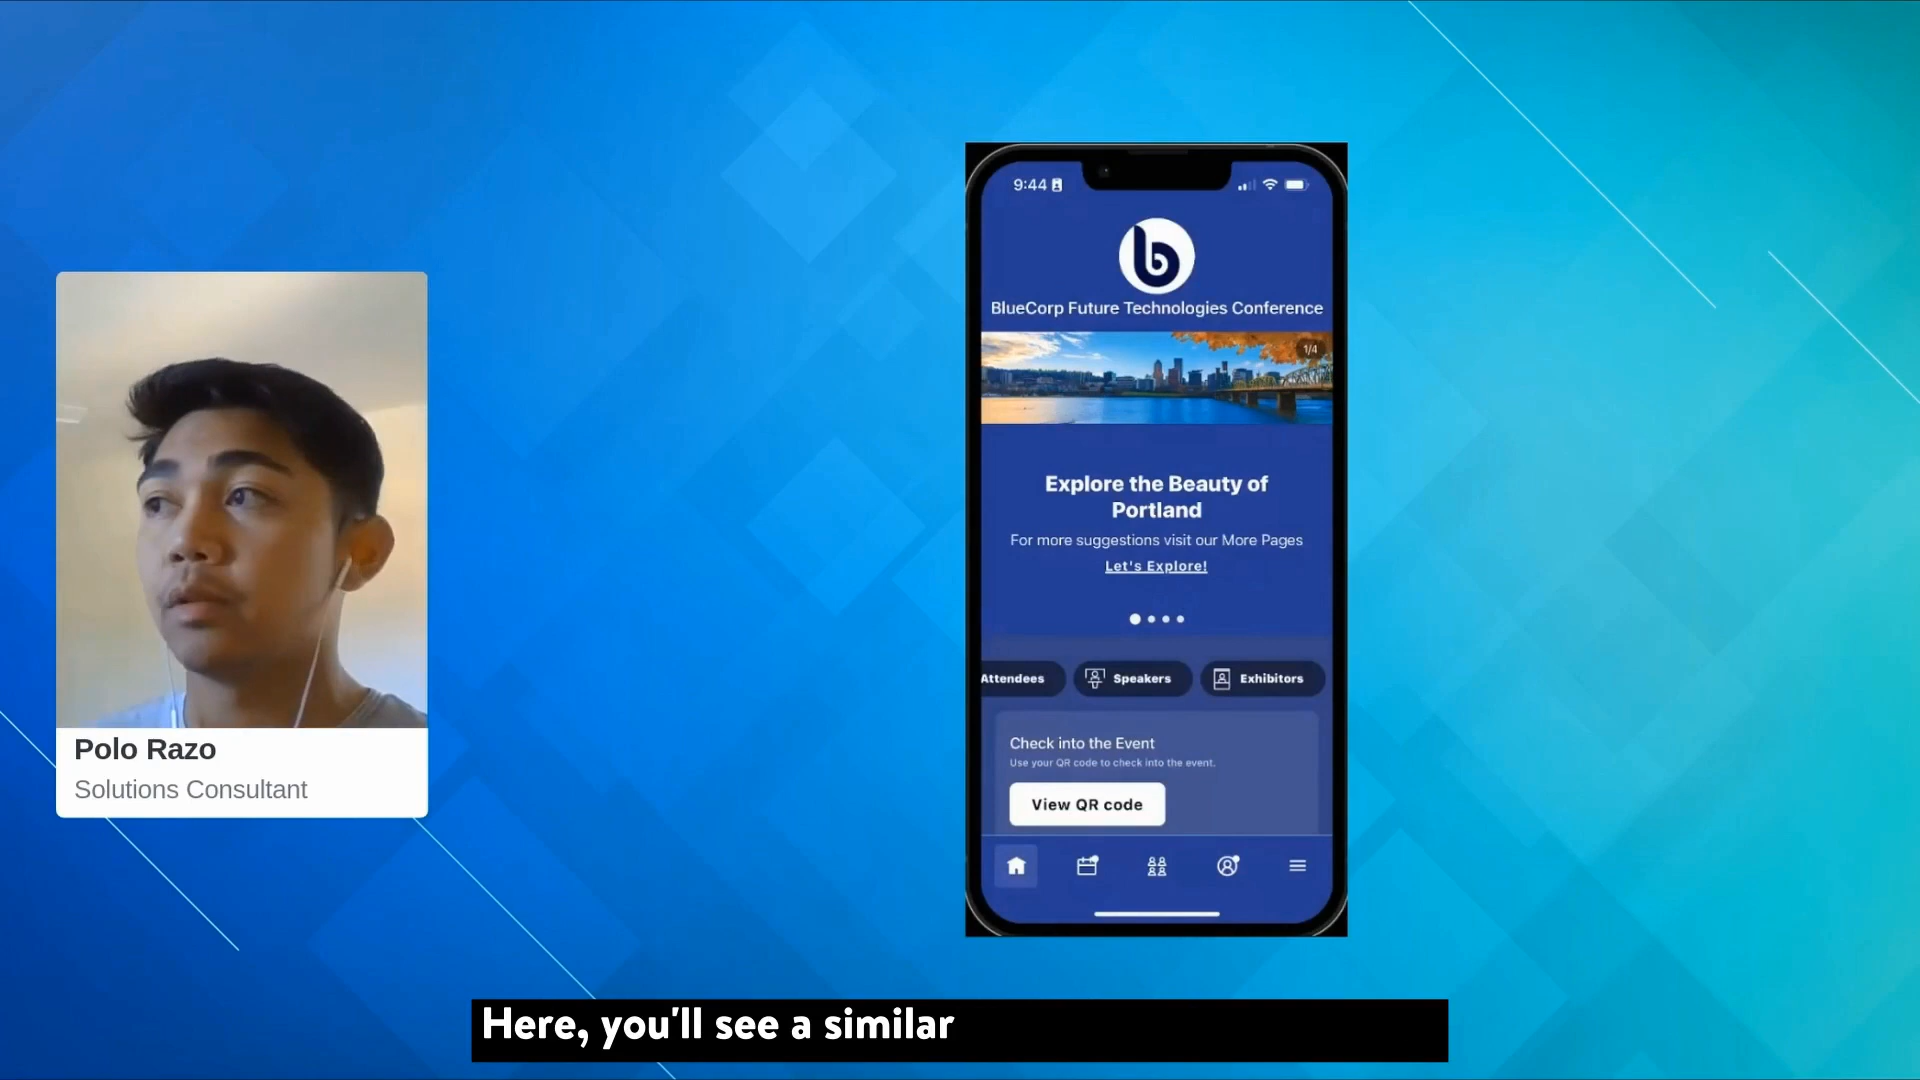 9:44
BlueCorp Future Technologies Conference
1/4
Explore the Beauty of
Portland
For more suggestions visit our More Pages
Let's Explore!
Attendees
Speakers
Exhibitors
Check into the Event
Use your QR code to check into the event.
View QR code
Polo Razo
Solutions Consultant
Here, you'll see a similar